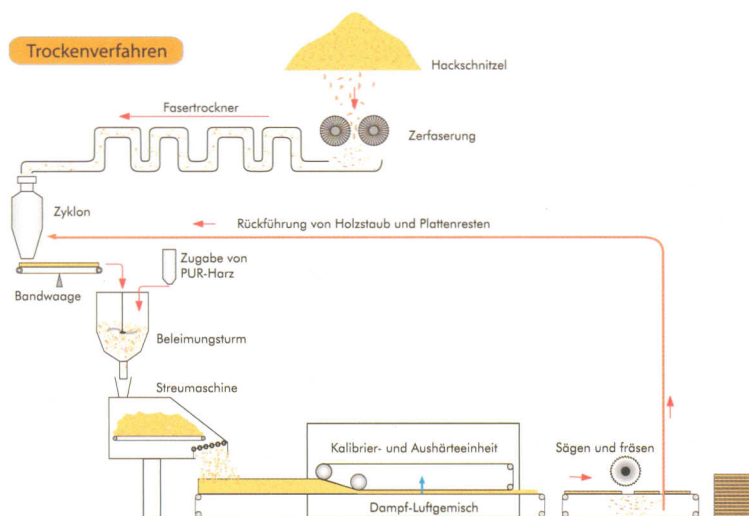 Trockenverfahren
Hackschnitzel
Fasertrockner
Zerfaserung
Zyklon
Rückführung von Holzstaub und Plattenresten
Zugabe von
PUR-Harz
Bandwaage
Beleimungsturm
Streumaschine
Kalibrier- und Aushärteeinheit
Sägen und fräsen
Dampf-Luftgemisch